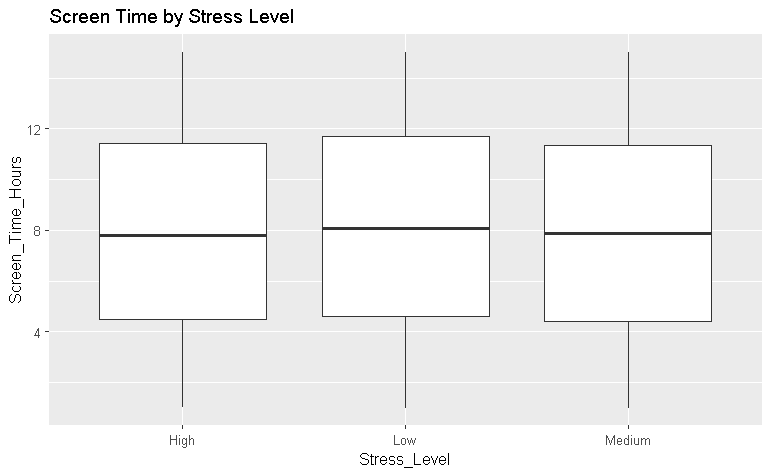 Screen Time by Stress Level
Screen_Time_Hours
12
8
4
High Low Medium
Stress_Level